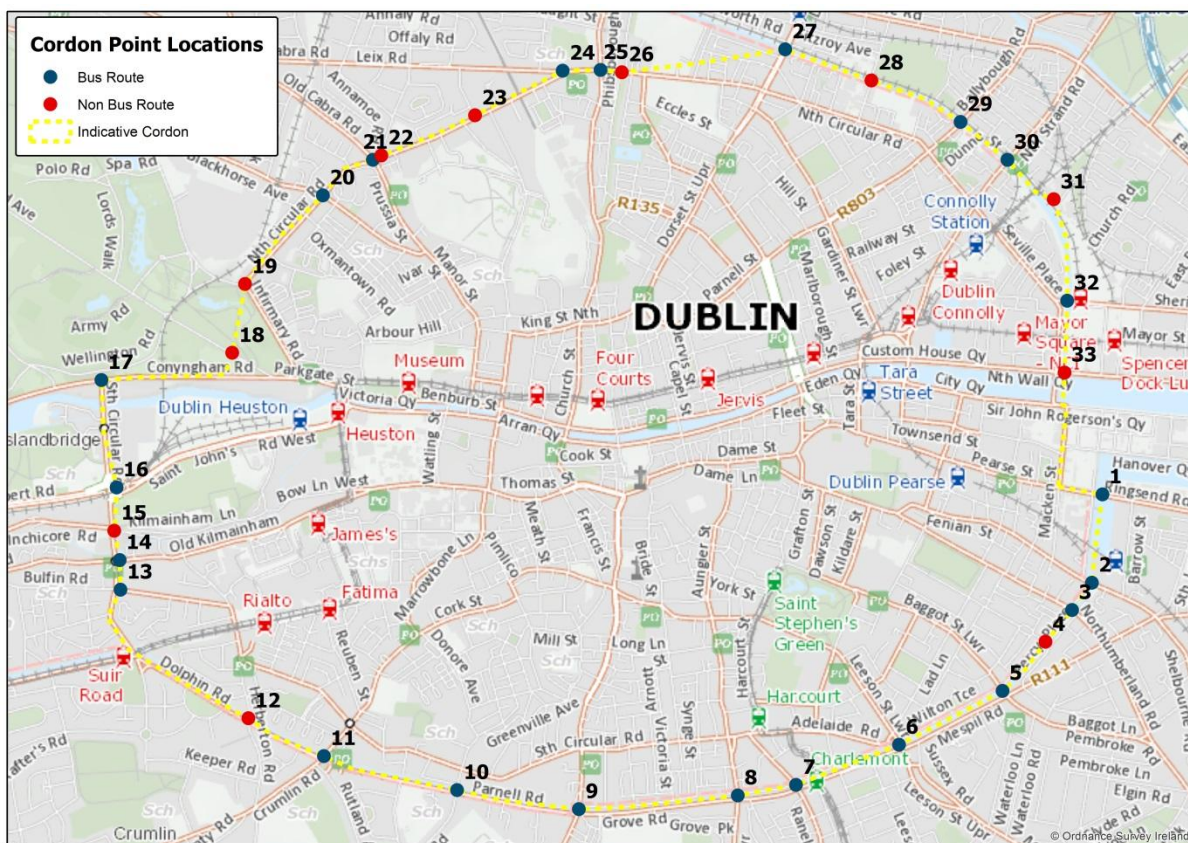 Cordon Point Locations
Bus Route
Non Bus Route
Indicative Cordon
Annaly Rd
Offaly Rd
Cabra Rd
Leix Rd
Old Cabra Rd
Annamoe
Polo Rd
Spa Rd
Blackhorse Ave
Lords Walk
Prussia St
Nth Circular Rd
Oxmantown Rd
Ivar St
Manor St
Infirmary Rd
Arbour Hill
Army Rd
Wellington Rd
Conyngham Rd
Parkgate St
Museum
Benburb St
Victoria Qy
Dublin Heuston
Heuston
Islandbridge
Sth Circular Rd
Saint John's Rd West
Watling St
Bow Ln West
Thomas St
Kilmainham Ln
Old Kilmainham
Inchicore Rd
James's
Bulfin Rd
Rialto
Fatima
Marrowbone Ln
Cork St
Pimlico
Meath St
Francis St
Suir Road
Dolphin Rd
Herberton Rd
Reuben St
Donore Ave
Keeper Rd
Crumlin Rd
Crumlin
Rutland
Parnell Rd
Greenville Ave
Sth Circular Rd
Mill St
Long Ln
Arnott St
Victoria St
Synge St
Grove Rd
Grove Pk
Bride St
Aungier St
York St
Harcourt St
Harcourt
Adelaide Rd
Charlemont
Saint Stephen's Green
Grafton St
Dawson St
Kildare St
Leeson St Lwr
Lad Ln
Baggot St Lwr
Wilton Tce
Mespil Rd
R111
Sussex Rd
Leeson St Upr
Waterloo Ln
Waterloo Rd
Baggot Ln
Pembroke
Pembroke Ln
Elgin Rd
Northumberland Rd
Shelbourne
Barrow St
Ringsend Rd
Hanover Qy
Macken St
Pearse St
Fenian St
Dublin Pearse
Townsend St
Sir John Rogerson's Qy
City Qy
Nth Wall Qy
Custom House Qy
Tara Street
Tara St
Eden Qy
Fleet St
Dame St
Dame Ln
Cook St
Arran Qy
Church St
Four Courts
Jervis
Jervis St
Capel St
King St Nth
DUBLIN
Parnell St
Marlborough St
Gardiner St Lwr
Dublin Connolly
Connolly Station
Foley St
Railway St
Seville Place
Mayor Square - NCI
Mayor St
Spencer Dock
Church Rd
Hill St
Dorset St Upr
Eccles St
Nth Circular Rd
Fitzroy Ave
Ballybough Rd
Nth Strand Rd
R135
R803
Sch
PO
1
2
3
4
5
6
7
8
9
10
11
12
13
14
15
16
17
18
19
20
21
22
23
24
25
26
27
28
29
30
31
32
33
© Ordnance Survey Ireland